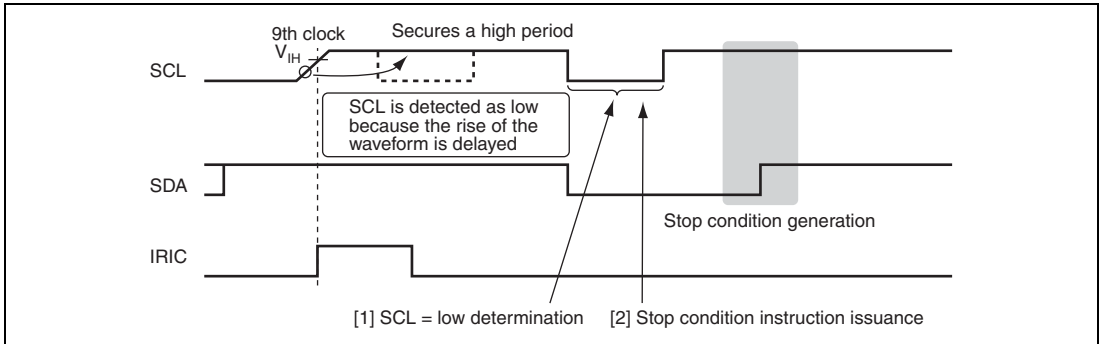 9th clock
Secures a high period
VIH
SCL
SCL is detected as low
because the rise of the
waveform is delayed
SDA
Stop condition generation
IRIC
[1] SCL = low determination
[2] Stop condition instruction issuance